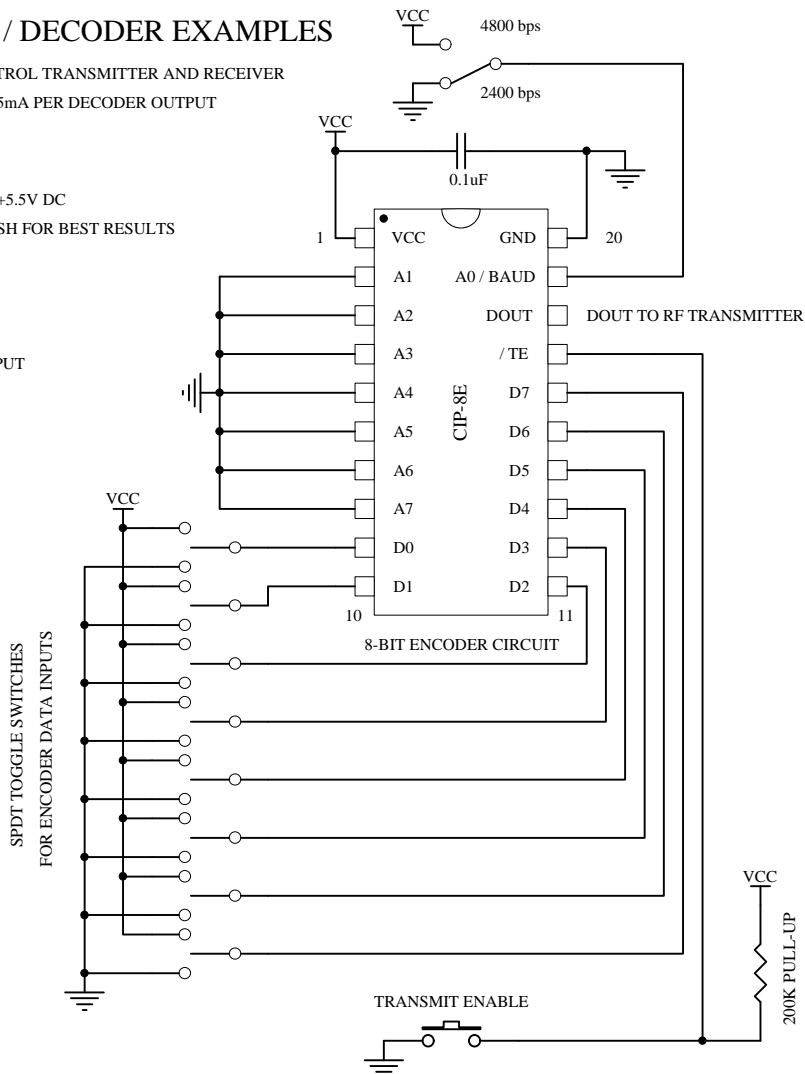 / DECODER EXAMPLES
TROL TRANSMITTER AND RECEIVER
5mA PER DECODER OUTPUT
+5.5V DC
SH FOR BEST RESULTS
PUT
VCC
4800 bps
2400 bps
VCC
0.1uF
1
VCC
GND
20
A1
A0 / BAUD
A2
DOUT
DOUT TO RF TRANSMITTER
A3
/ TE
A4
D7
CIP-8E
A5
D6
A6
D5
A7
D4
VCC
D0
D3
D1
D2
10
11
8-BIT ENCODER CIRCUIT
SPDT TOGGLE SWITCHES
FOR ENCODER DATA INPUTS
VCC
200K PULL-UP
TRANSMIT ENABLE